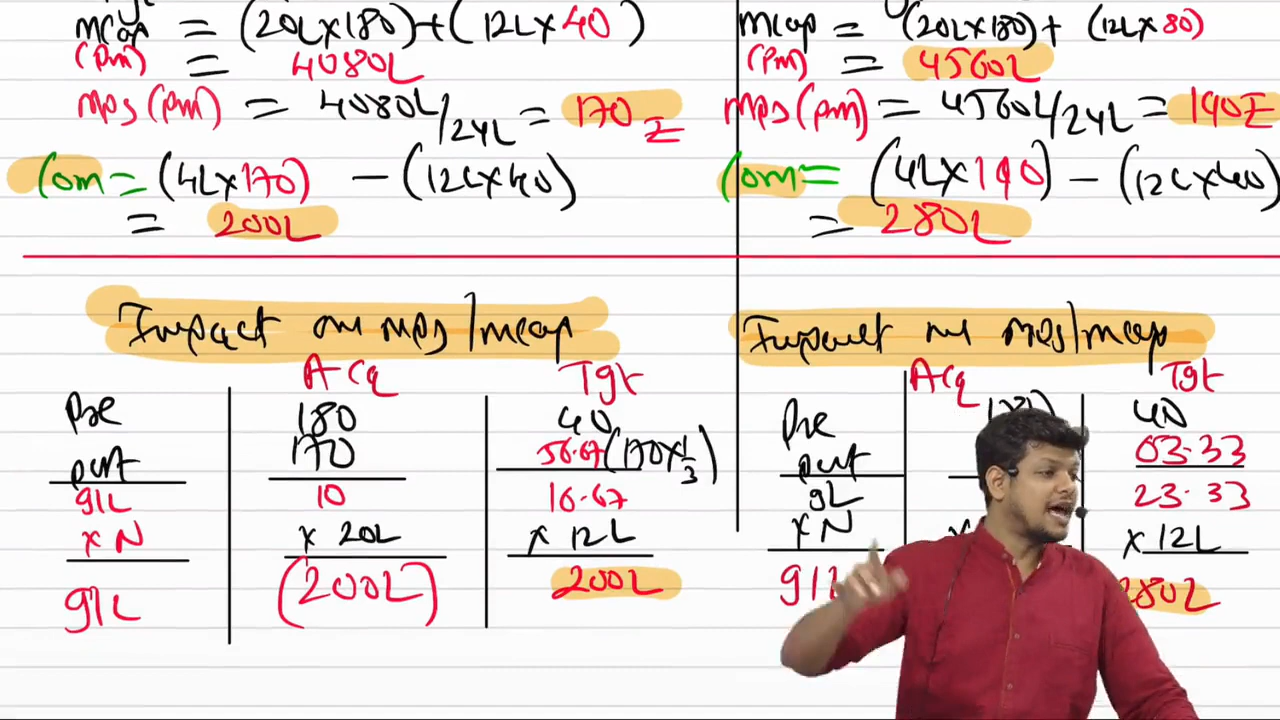 mcap = (20L×180)+(12L×40)
(pm) = 4080L
mps (pm) = 4080L/24L = 170
com = (4L×170) - (12L×40)
= 200L
Impact on mps/mcap
Acq Tgt
Pre 180 40
post 170 56.67(170×1/3)
g/L 10 16.67
× N × 20L × 12L
g/L (200L) 200L
mcap = (20L×180)+ (12L×80)
(pm) = 4560L
mps (pm) = 4560L/24L = 190
com = (4L×190) - (12L×40)
= 280L
Impact on mps/mcap
Acq Tgt
Pre 180 40
post 63.33
g/L 23.33
× N × 12L
g/L 280L